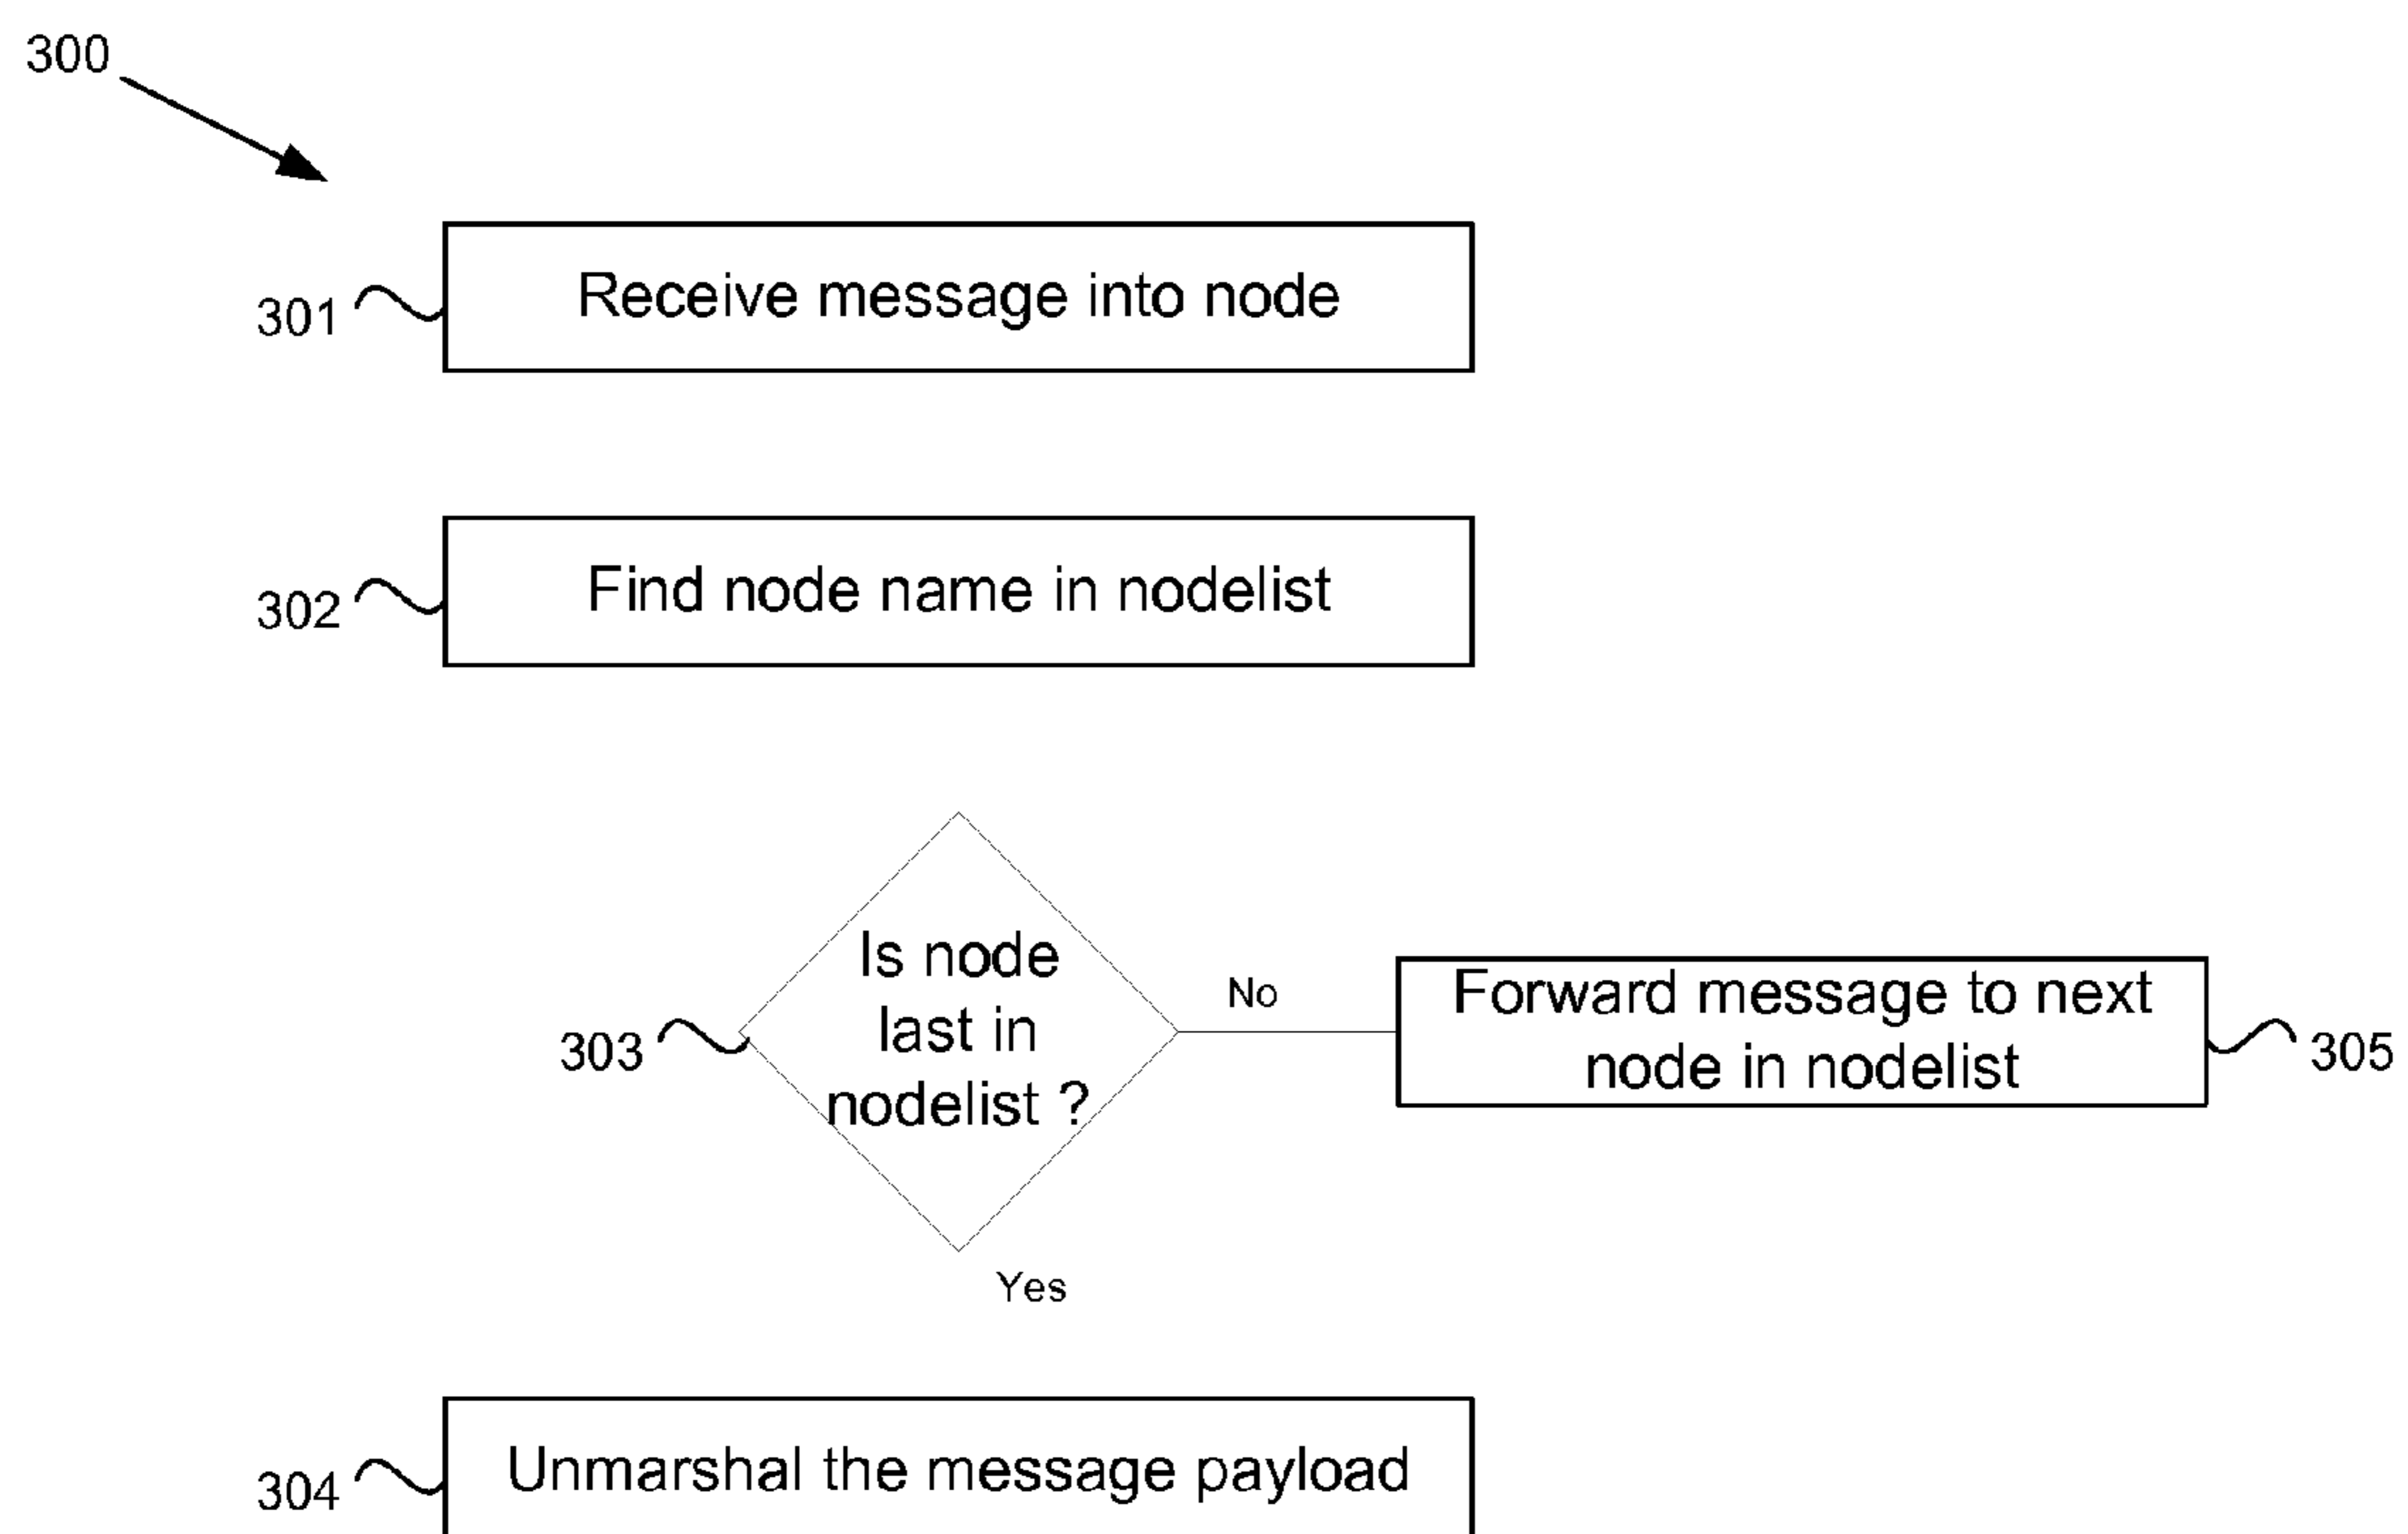 300
301
Receive message into node
302
Find node name in nodelist
303
Is node
last in
nodelist ?
No
Forward message to next
node in nodelist
305
Yes
304
Unmarshal the message payload